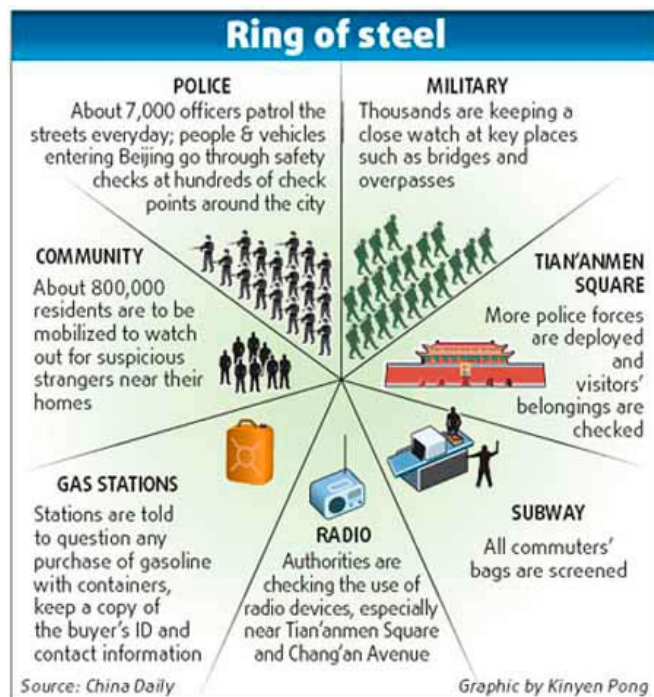 Ring of steel
POLICE
About 7,000 officers patrol the
streets everyday; people & vehicles
entering Beijing go through safety
checks at hundreds of check
points around the city
MILITARY
Thousands are keeping a
close watch at key places
such as bridges and
overpasses
COMMUNITY
About 800,000
residents are to be
mobilized to watch
out for suspicious
strangers near their
homes
TIAN'ANMEN
SQUARE
More police forces
are deployed
and
visitors'
belongings are
checked
GAS STATIONS
Stations are told
to question any
purchase of gasoline
with containers,
keep a copy of
the buyer's ID and
contact information
RADIO
Authorities are
checking the use of
radio devices, especially
near Tian'anmen Square
and Chang'an Avenue
SUBWAY
All commuters'
bags are screened
Source: China Daily
Graphic by Kinyen Pong